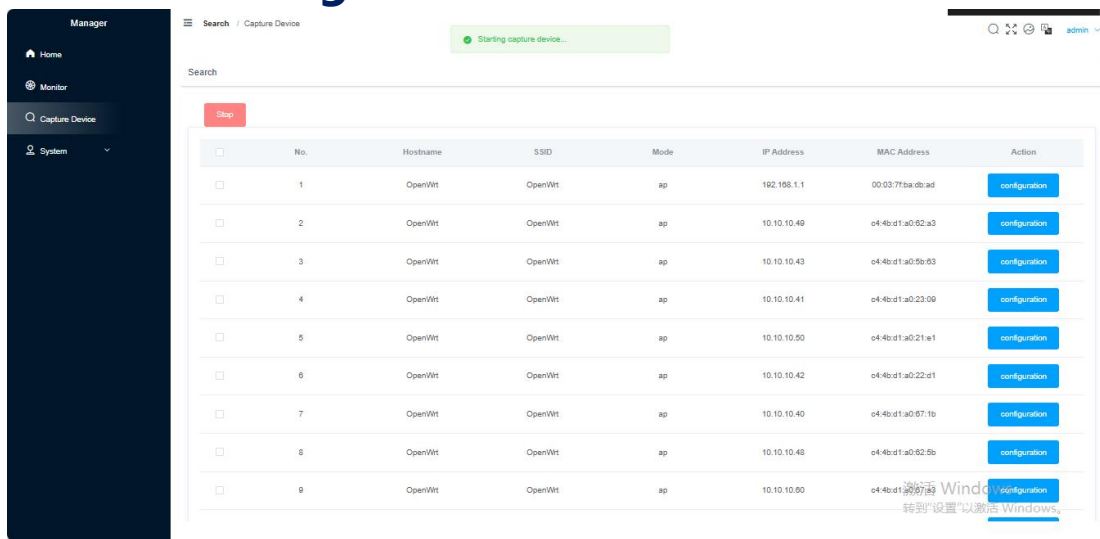 Manager
Search / Capture Device
Starting capture device...
admin
Home
Monitor
Capture Device
System
Search
Stop
No. Hostname SSID Mode IP Address MAC Address Action
1 OpenWrt OpenWrt ap 192.168.1.1 00:03:7f:ba:db:ad configuration
2 OpenWrt OpenWrt ap 10.10.10.49 c4:4b:d1:a0:62:a3 configuration
3 OpenWrt OpenWrt ap 10.10.10.43 c4:4b:d1:a0:5b:63 configuration
4 OpenWrt OpenWrt ap 10.10.10.41 c4:4b:d1:a0:23:09 configuration
5 OpenWrt OpenWrt ap 10.10.10.50 c4:4b:d1:a0:21:e1 configuration
6 OpenWrt OpenWrt ap 10.10.10.42 c4:4b:d1:a0:22:d1 configuration
7 OpenWrt OpenWrt ap 10.10.10.40 c4:4b:d1:a0:67:1b configuration
8 OpenWrt OpenWrt ap 10.10.10.48 c4:4b:d1:a0:62:5b configuration
9 OpenWrt OpenWrt ap 10.10.10.60 c4:4b:d1:a0:67:a3 configuration
激活 Windows
转到"设置"以激活 Windows。